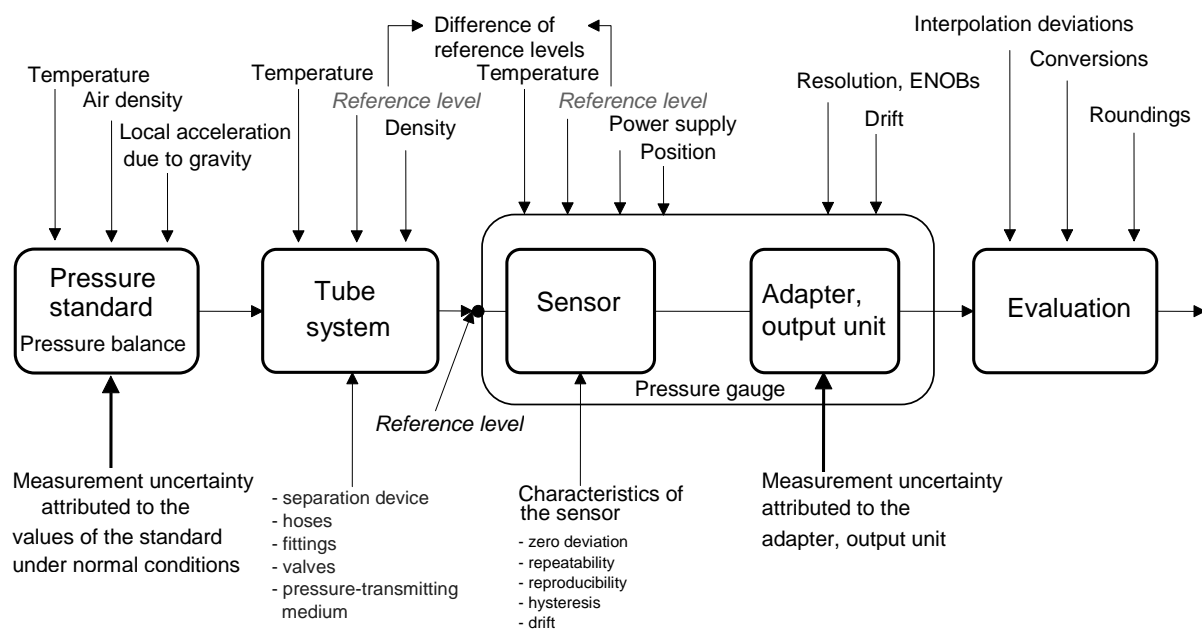 Difference of
reference levels
Interpolation deviations
Conversions
Roundings
Temperature
Air density
Local acceleration
due to gravity
Temperature
Reference level
Density
Temperature
Reference level
Power supply
Position
Resolution, ENOBs
Drift
Pressure
standard
Pressure balance
Tube
system
Sensor
Adapter,
output unit
Pressure gauge
Evaluation
Reference level
Measurement uncertainty
attributed to the
values of the standard
under normal conditions
- separation device
- hoses
- fittings
- valves
- pressure-transmitting
medium
Characteristics of
the sensor
- zero deviation
- repeatability
- reproducibility
- hysteresis
- drift
Measurement uncertainty
attributed to the
adapter, output unit